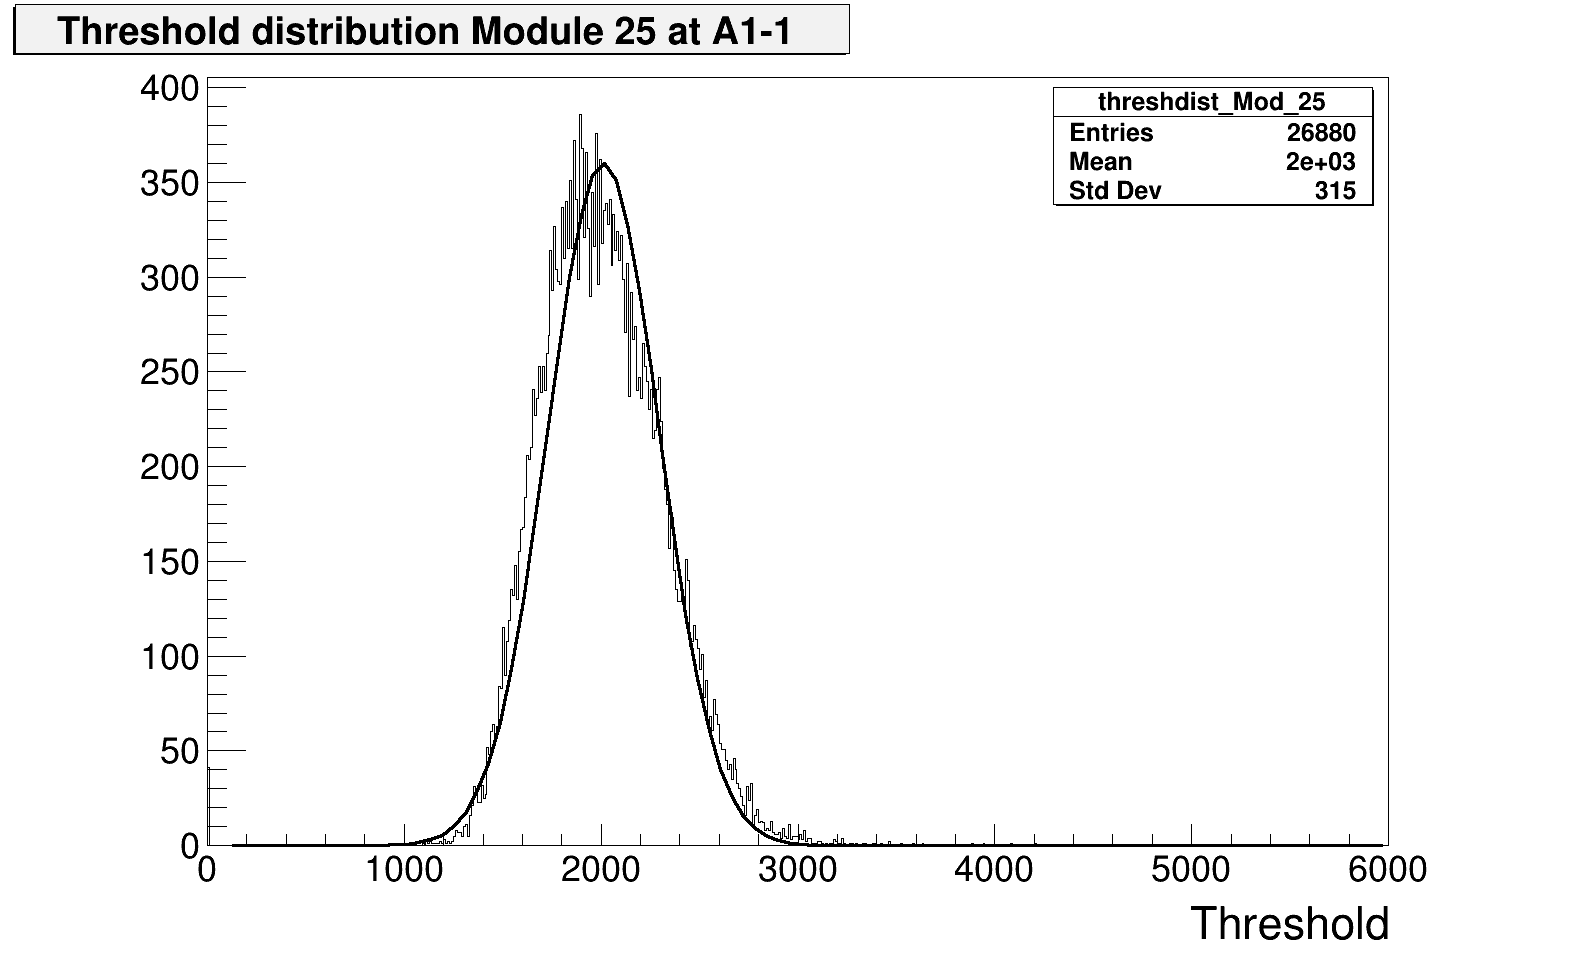 Threshold distribution Module 25 at A1-1
threshdist_Mod_25
Entries 26880
Mean 2e+03
Std Dev 315
400
350
300
250
200
150
100
50
0
0 1000 2000 3000 4000 5000 6000
Threshold